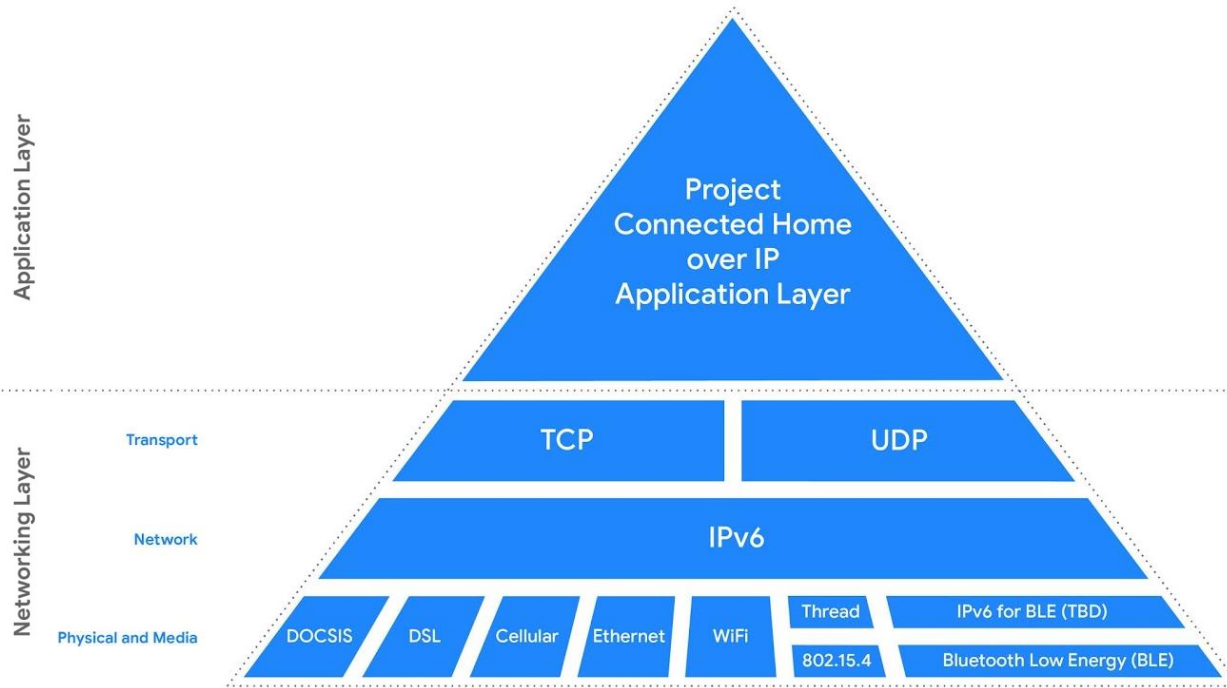 Application Layer
Project
Connected Home
over IP
Application Layer
Networking Layer
Transport
TCP
UDP
Network
IPv6
Physical and Media
DOCSIS
DSL
Cellular
Ethernet
WiFi
Thread
IPv6 for BLE (TBD)
802.15.4
Bluetooth Low Energy (BLE)